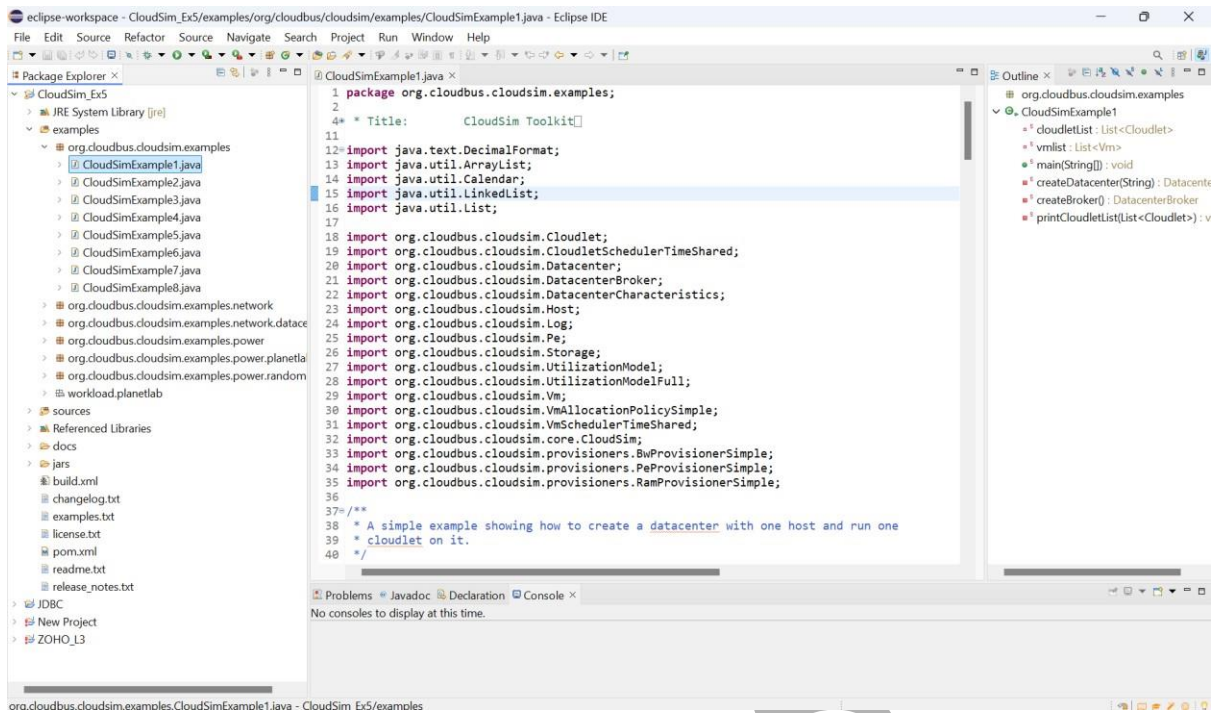 eclipse-workspace - CloudSim_Ex5/examples/org/cloudbus/cloudsim/examples/CloudSimExample1.java - Eclipse IDE
File Edit Source Refactor Source Navigate Search Project Run Window Help
Package Explorer
CloudSim_Ex5
JRE System Library [jre]
examples
org.cloudbus.cloudsim.examples
CloudSimExample1.java
CloudSimExample2.java
CloudSimExample3.java
CloudSimExample4.java
CloudSimExample5.java
CloudSimExample6.java
CloudSimExample7.java
CloudSimExample8.java
org.cloudbus.cloudsim.examples.network
org.cloudbus.cloudsim.examples.network.datace
org.cloudbus.cloudsim.examples.power
org.cloudbus.cloudsim.examples.power.planetla
org.cloudbus.cloudsim.examples.power.random
workload.planetlab
sources
Referenced Libraries
docs
jars
build.xml
changelog.txt
examples.txt
license.txt
pom.xml
readme.txt
release_notes.txt
JDBC
New Project
ZOHO_L3
CloudSimExample1.java
1 package org.cloudbus.cloudsim.examples;
2
4 * Title: CloudSim Toolkit
11
12 import java.text.DecimalFormat;
13 import java.util.ArrayList;
14 import java.util.Calendar;
15 import java.util.LinkedList;
16 import java.util.List;
17
18 import org.cloudbus.cloudsim.Cloudlet;
19 import org.cloudbus.cloudsim.CloudletSchedulerTimeShared;
20 import org.cloudbus.cloudsim.Datacenter;
21 import org.cloudbus.cloudsim.DatacenterBroker;
22 import org.cloudbus.cloudsim.DatacenterCharacteristics;
23 import org.cloudbus.cloudsim.Host;
24 import org.cloudbus.cloudsim.Log;
25 import org.cloudbus.cloudsim.Pe;
26 import org.cloudbus.cloudsim.Storage;
27 import org.cloudbus.cloudsim.UtilizationModel;
28 import org.cloudbus.cloudsim.UtilizationModelFull;
29 import org.cloudbus.cloudsim.Vm;
30 import org.cloudbus.cloudsim.VmAllocationPolicySimple;
31 import org.cloudbus.cloudsim.VmSchedulerTimeShared;
32 import org.cloudbus.cloudsim.core.CloudSim;
33 import org.cloudbus.cloudsim.provisioners.BwProvisionerSimple;
34 import org.cloudbus.cloudsim.provisioners.PeProvisionerSimple;
35 import org.cloudbus.cloudsim.provisioners.RamProvisionerSimple;
36
37 /**
38 * A simple example showing how to create a datacenter with one host and run one
39 * cloudlet on it.
40 */
Outline
org.cloudbus.cloudsim.examples
CloudSimExample1
cloudletList : List<Cloudlet>
vmlist : List<Vm>
main(String[]) : void
createDatacenter(String) : Datacente
createBroker() : DatacenterBroker
printCloudletList(List<Cloudlet>) : v
Problems Javadoc Declaration Console
No consoles to display at this time.
org.cloudbus.cloudsim.examples.CloudSimExample1.java - CloudSim_Ex5/examples